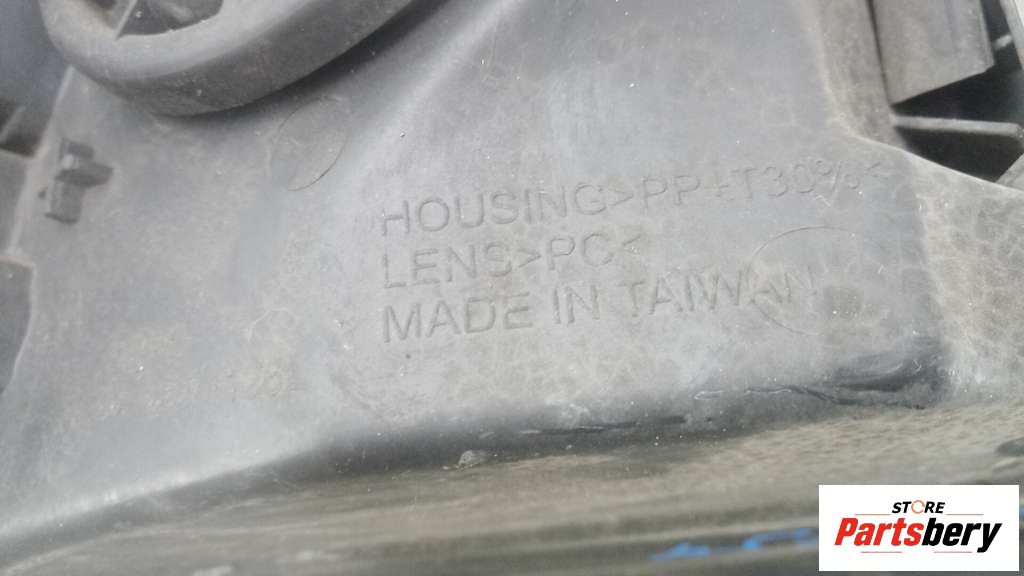 HOUSING>PP+T30%<
LENS>PC<
MADE IN TAIWAN
STORE
Partsbery